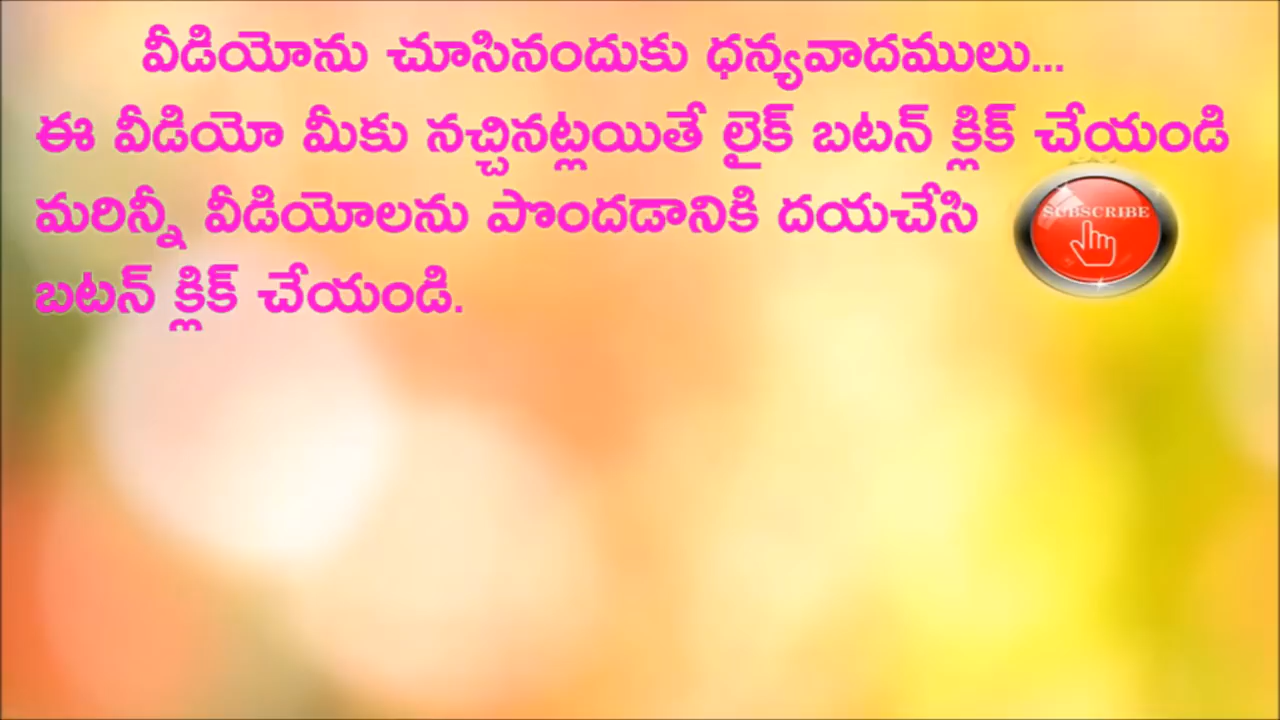 వీడియోను చూసినందుకు ధన్యవాదములు...
ఈ వీడియో మీకు నచ్చినట్లయితే లైక్ బటన్ క్లిక్ చేయండి
మరిన్నీ వీడియోలను పొందడానికి దయచేసి SUBSCRIBE
బటన్ క్లిక్ చేయండి.